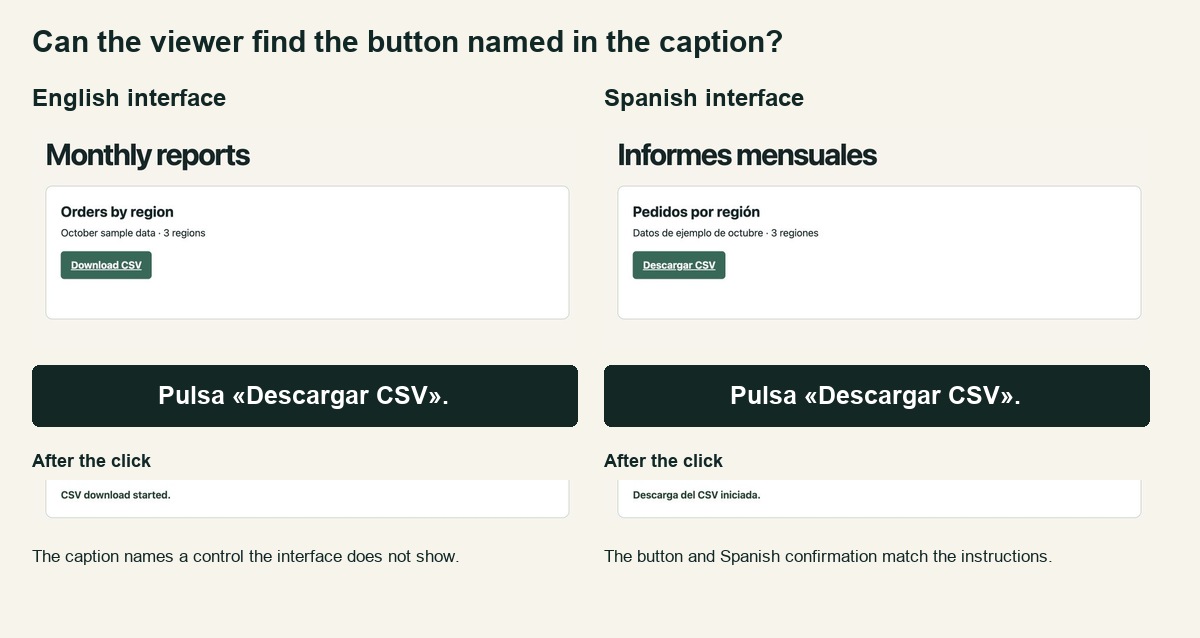 Can the viewer find the button named in the caption?
English interface
Monthly reports
Orders by region
October sample data · 3 regions
Download CSV
Pulsa «Descargar CSV».
After the click
CSV download started.
The caption names a control the interface does not show.
Spanish interface
Informes mensuales
Pedidos por región
Datos de ejemplo de octubre · 3 regiones
Descargar CSV
Pulsa «Descargar CSV».
After the click
Descarga del CSV iniciada.
The button and Spanish confirmation match the instructions.